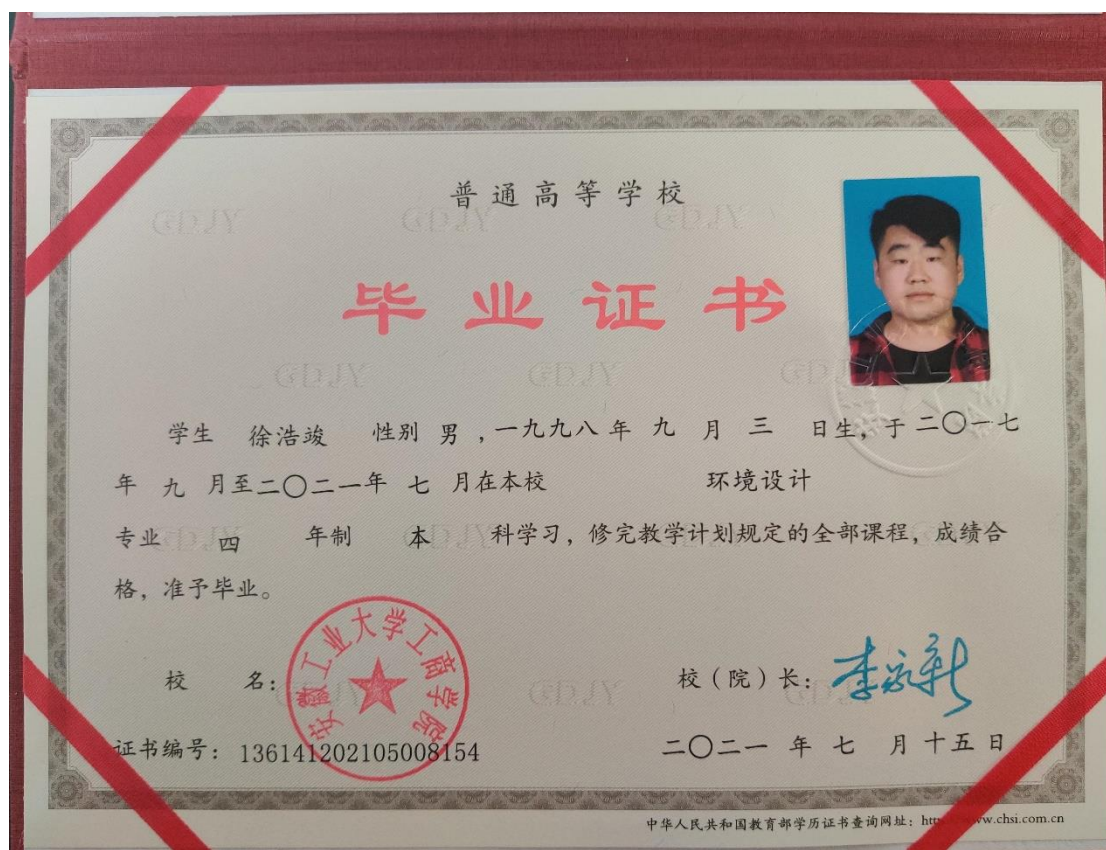 普通高等学校
毕业证书
学生 徐浩竣 性别 男 ,一九九八 年 九 月 三 日生, 于 二〇一七
年 九 月至二〇二一年 七 月在本校 环境设计
专业 四 年制 本 科学习, 修完教学计划规定的全部课程, 成绩合
格, 准予毕业。
校 名:
安徽工业大学工商学院
校(院)长:
证书编号: 136141202105008154
二〇二一 年 七 月 十五 日
中华人民共和国教育部学历证书查询网址: http www.chsi.com.cn